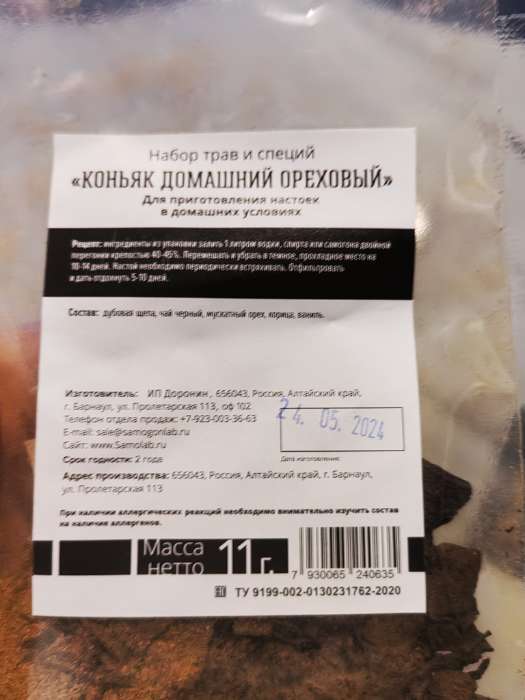 Набор трав и специй
«КОНЬЯК ДОМАШНИЙ ОРЕХОВЫЙ»
Для приготовления настоек
в домашних условиях
Рецепт: ингредиенты из упаковки залить 1 литром водки, спирта или самогона двойной
перегонки крепостью 40-45%. Перемешать и убрать в темное, прохладное место на
10-14 дней. Настой необходимо периодически встряхивать. Отфильтровать
и дать отдохнуть 5-10 дней.
Состав: дубовая щепа, чай черный, мускатный орех, корица, ваниль.
Изготовитель: ИП Доронин, 656043, Россия, Алтайский край,
г. Барнаул, ул. Пролетарская 113, оф 102
Телефон отдела продаж: +7-923-003-36-63
E-mail: sale@samogonlab.ru
Сайт: www.Samolab.ru
Срок годности: 2 года
24. 05. 2024
Дата изготовления
Адрес производства: 656043, Россия, Алтайский край, г. Барнаул,
ул. Пролетарская 113
При наличии аллергических реакций необходимо внимательно изучить состав
на наличие аллергенов.
Масса
нетто 11 г.
7 930065 240635
EAC ТУ 9199-002-0130231762-2020